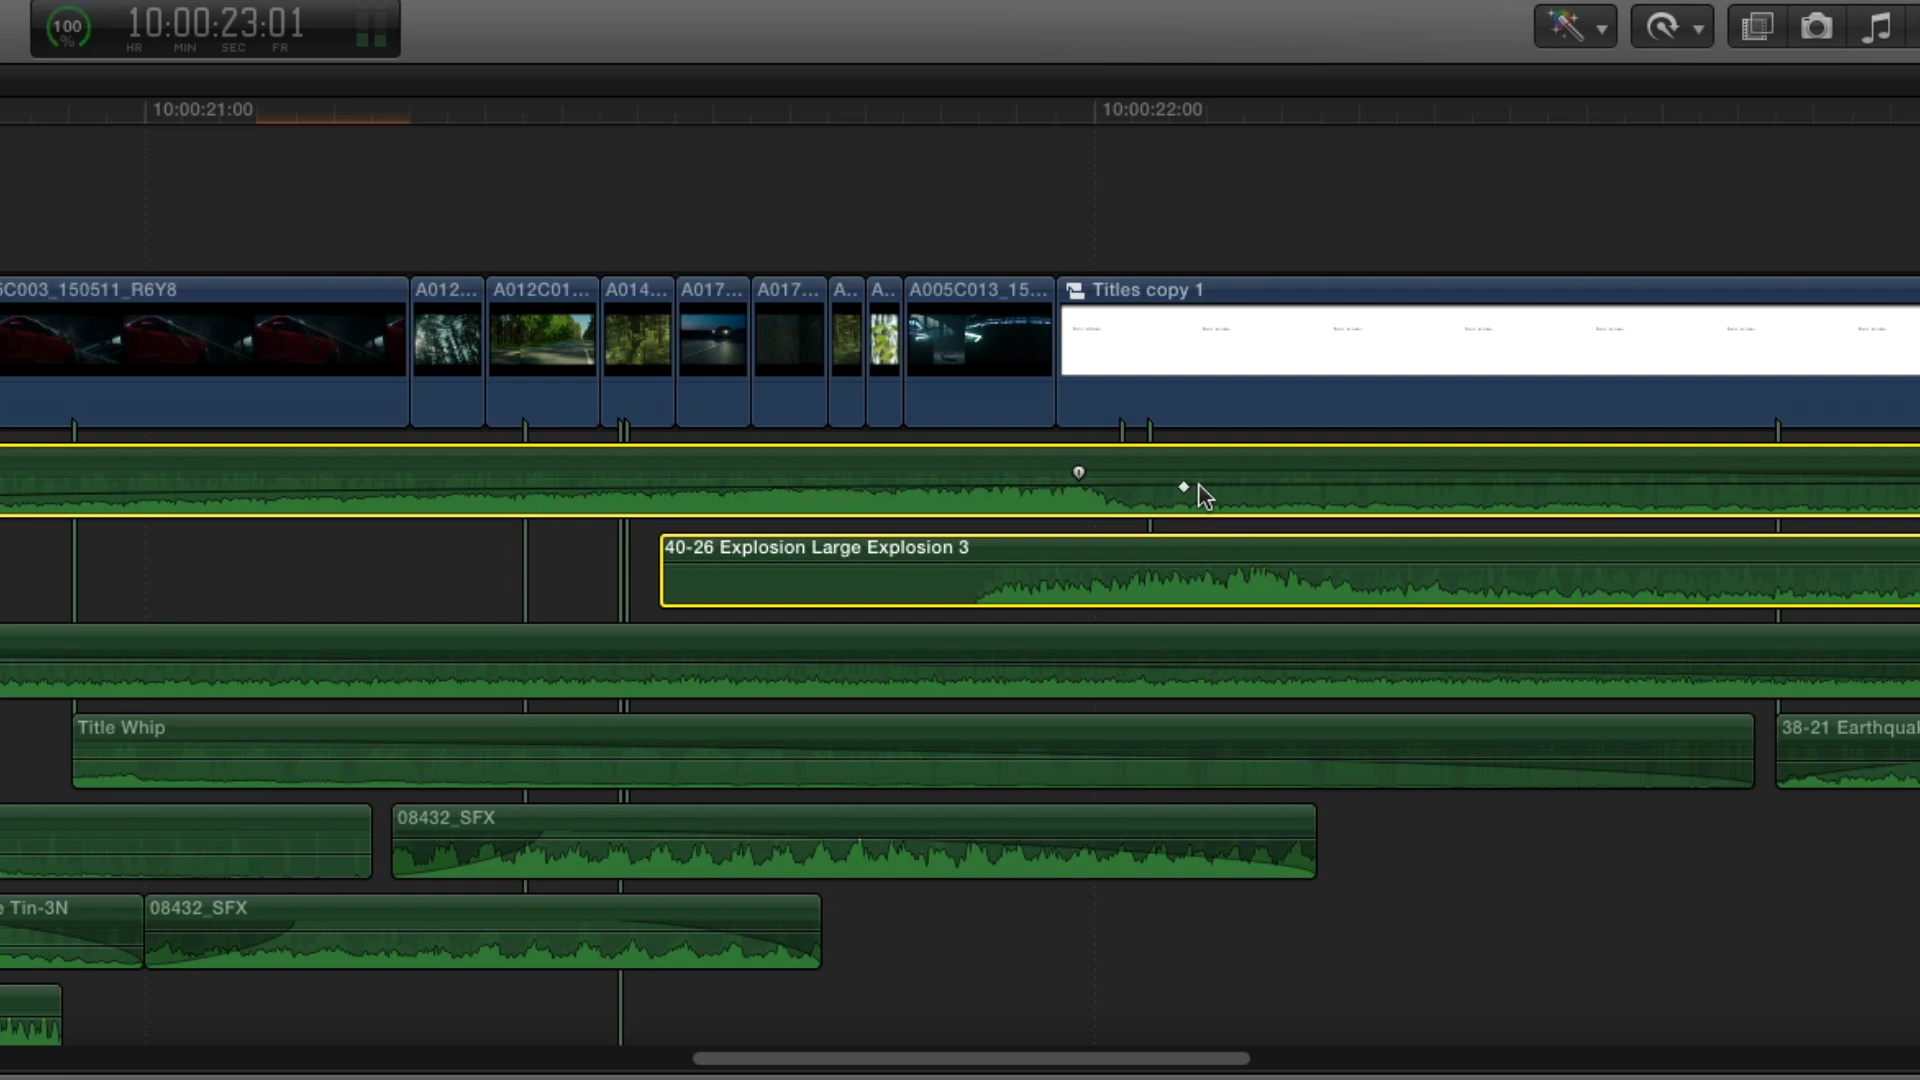 100
%
10:00:23:01
HR MIN SEC FR
10:00:21:00
10:00:22:00
5C003_150511_R6Y8
A012...
A012C01...
A014...
A017...
A017...
A..
A..
A005C013_15...
Titles copy 1
40-26 Explosion Large Explosion 3
Title Whip
38-21 Earthqua
08432_SFX
e Tin-3N
08432_SFX